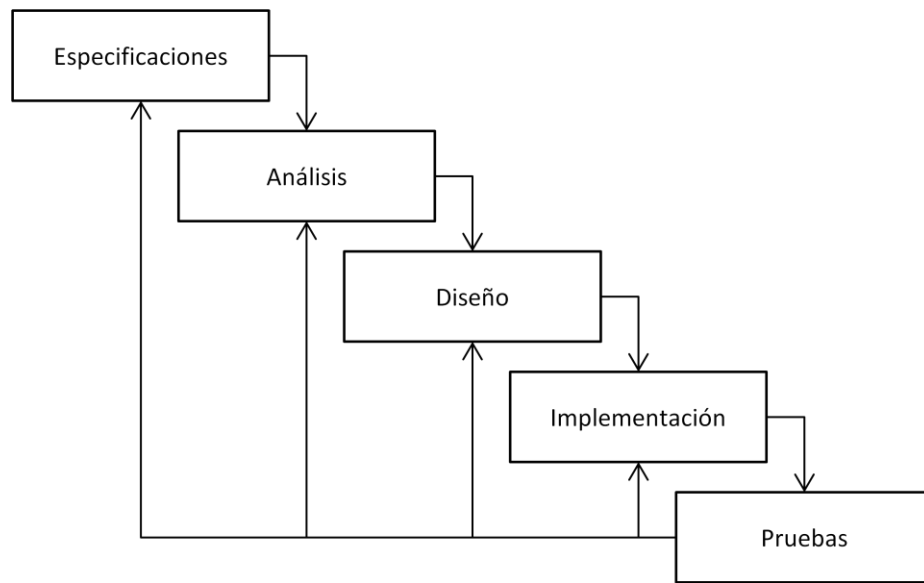 Especificaciones
Análisis
Diseño
Implementación
Pruebas